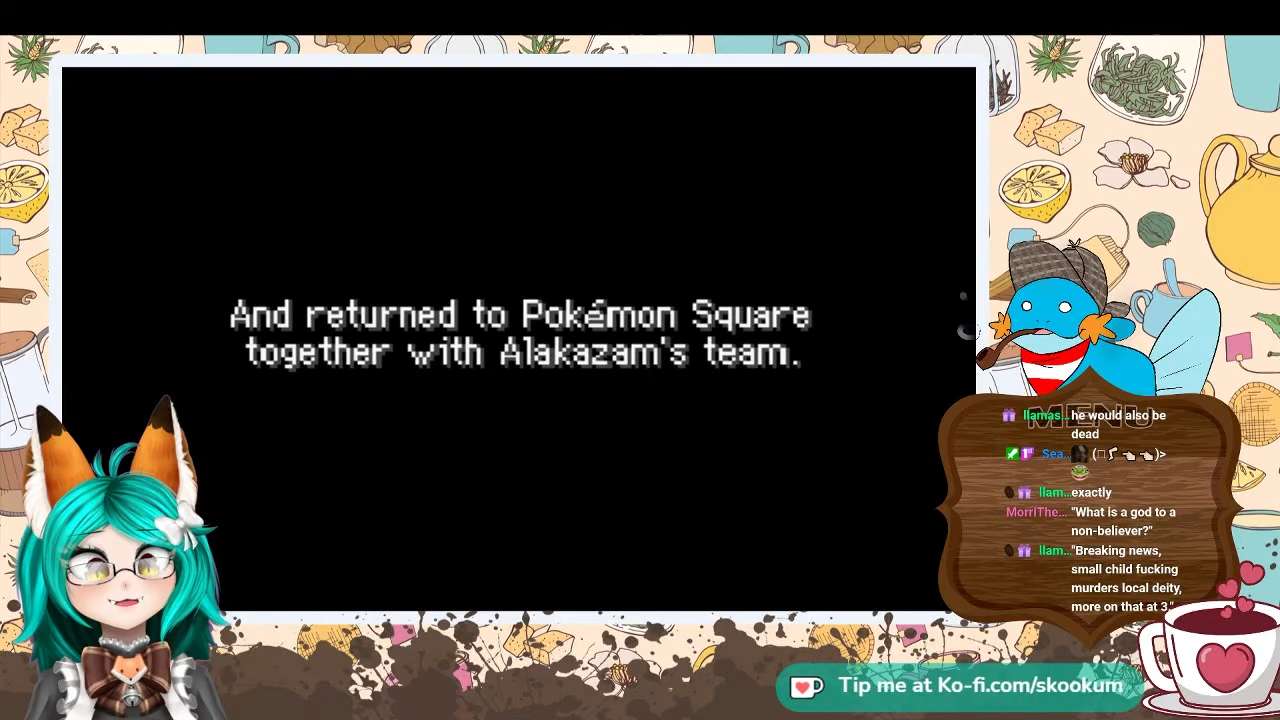 And returned to Pokémon Square
together with Alakazam's team.
MENU
llamas... he would also be
dead
Sea...
llam... exactly
MorriThe... "What is a god to a
non-believer?"
llam... "Breaking news,
small child fucking
murders local deity,
more on that at 3."
Tip me at Ko-fi.com/skookum